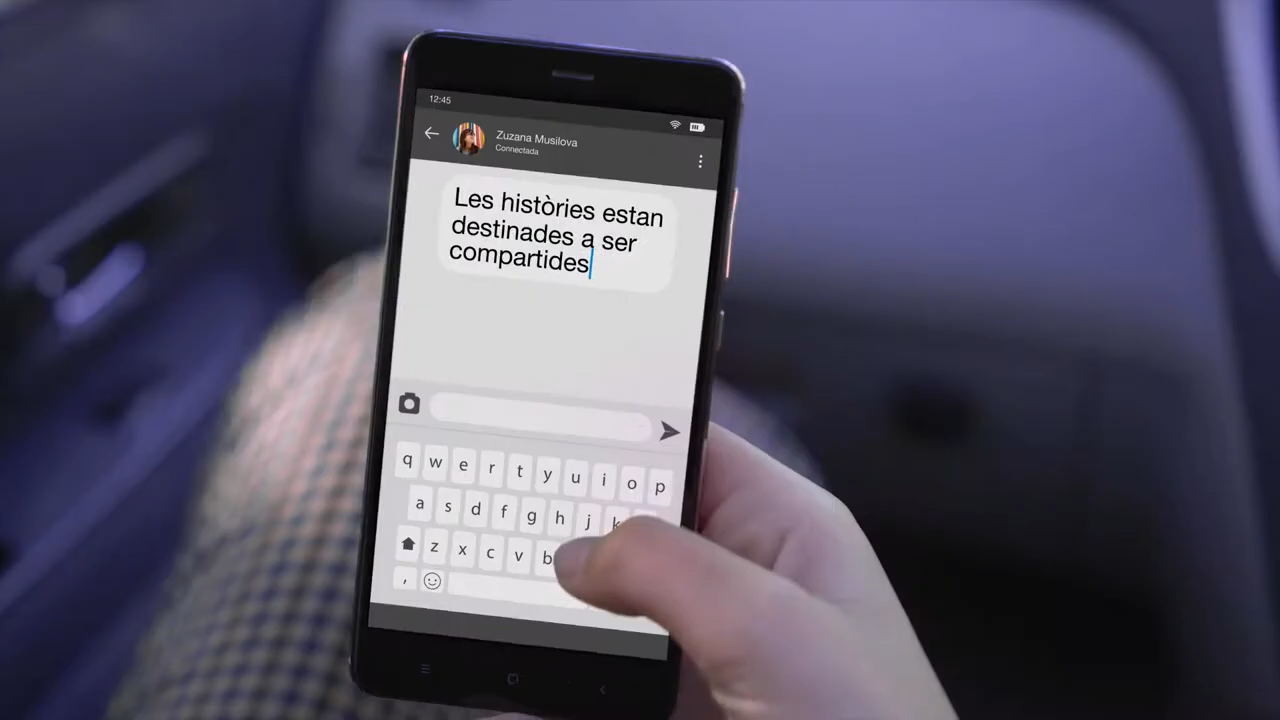 12:45
Zuzana Musilova
Connectada
Les històries estan
destinades a ser
compartides
q w e r t y u i o p
a s d f g h j k
z x c v b
,